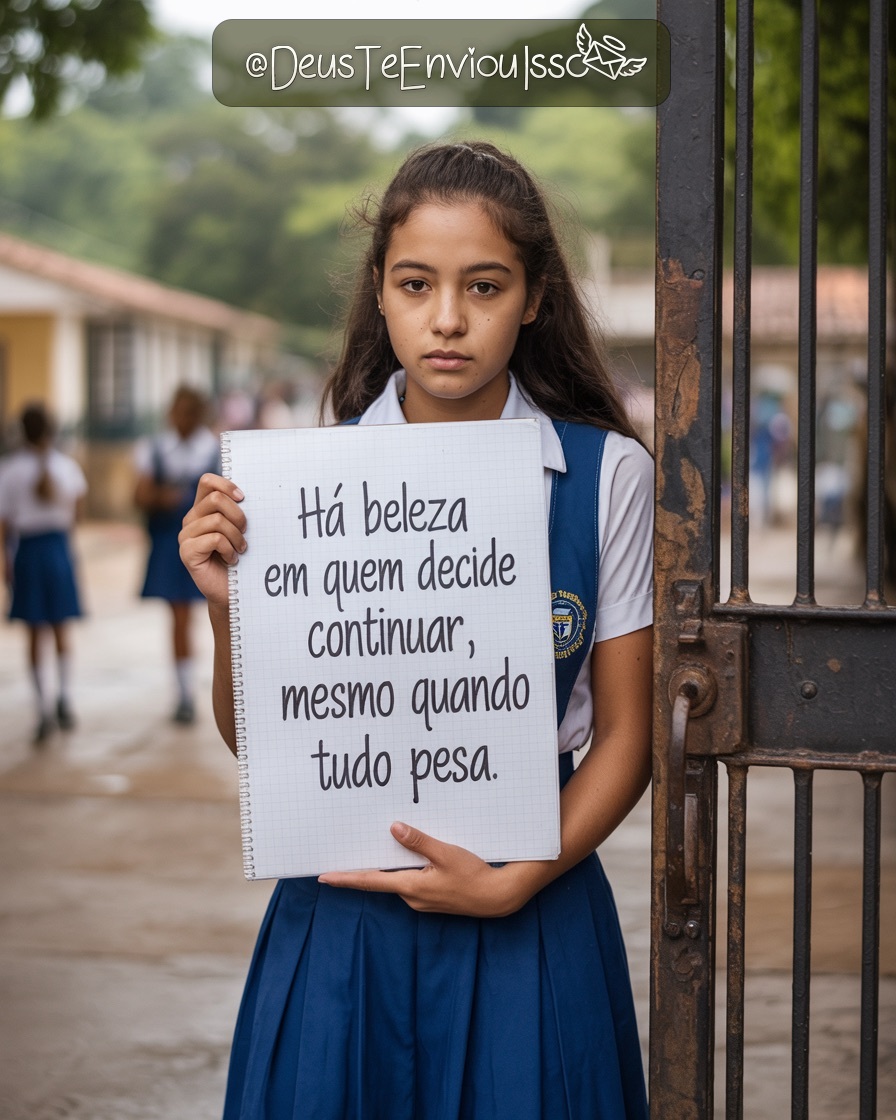 @DeusTeEnviouIsso
Há beleza
em quem decide
continuar,
mesmo quando
tudo pesa.